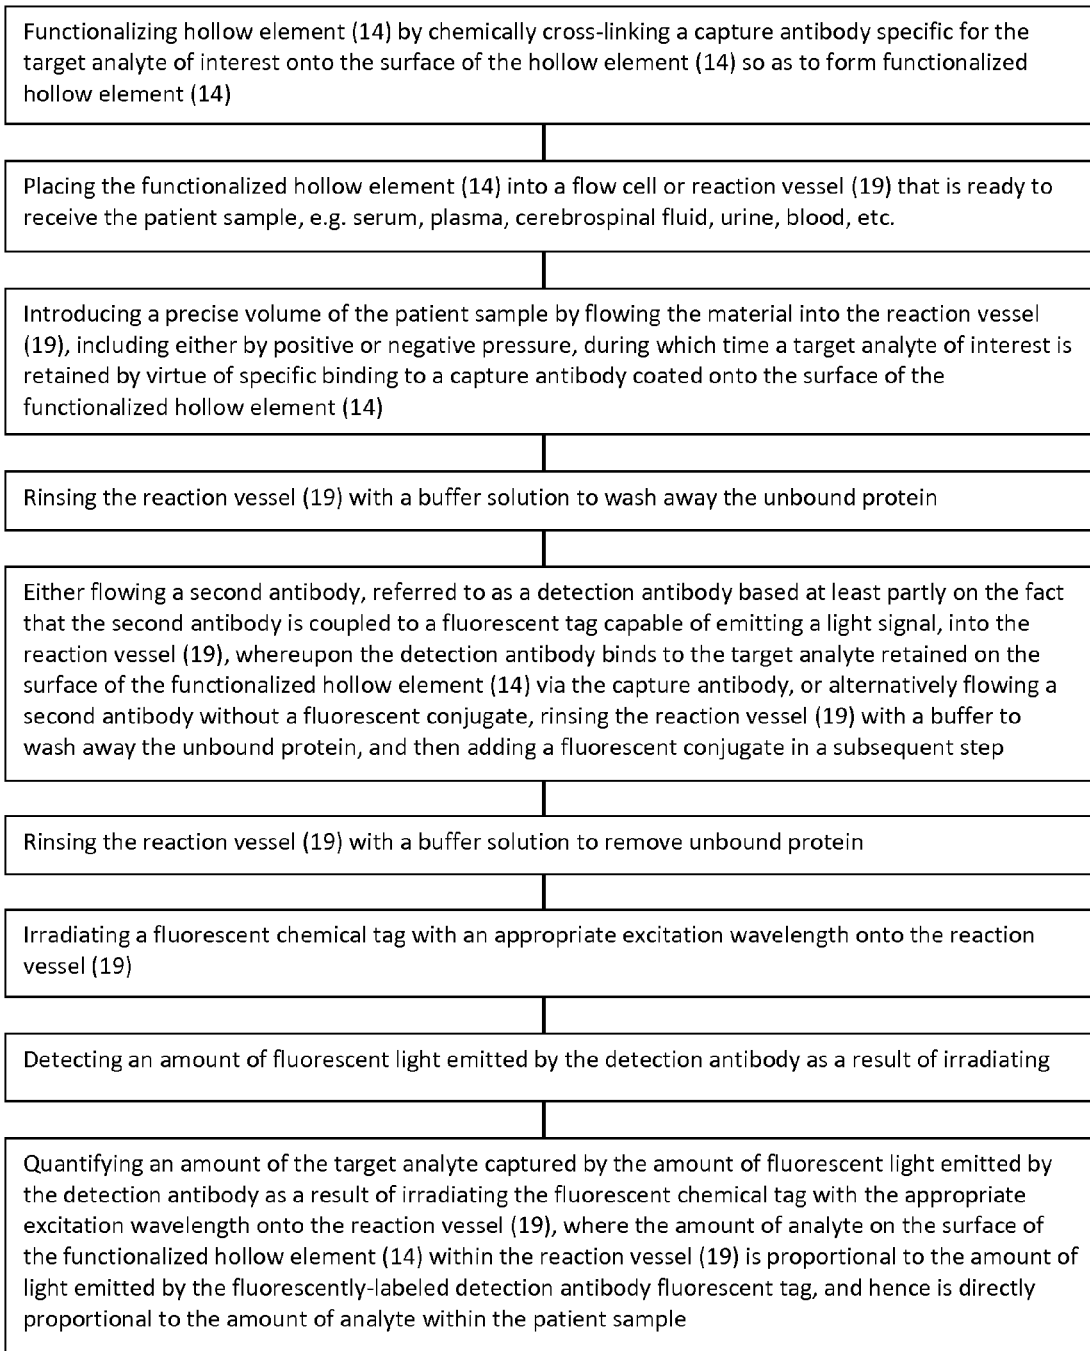 Functionalizing hollow element (14) by chemically cross-linking a capture antibody specific for the
target analyte of interest onto the surface of the hollow element (14) so as to form functionalized
hollow element (14)
Placing the functionalized hollow element (14) into a flow cell or reaction vessel (19) that is ready to
receive the patient sample, e.g. serum, plasma, cerebrospinal fluid, urine, blood, etc.
Introducing a precise volume of the patient sample by flowing the material into the reaction vessel
(19), including either by positive or negative pressure, during which time a target analyte of interest is
retained by virtue of specific binding to a capture antibody coated onto the surface of the
functionalized hollow element (14)
Rinsing the reaction vessel (19) with a buffer solution to wash away the unbound protein
Either flowing a second antibody, referred to as a detection antibody based at least partly on the fact
that the second antibody is coupled to a fluorescent tag capable of emitting a light signal, into the
reaction vessel (19), whereupon the detection antibody binds to the target analyte retained on the
surface of the functionalized hollow element (14) via the capture antibody, or alternatively flowing a
second antibody without a fluorescent conjugate, rinsing the reaction vessel (19) with a buffer to
wash away the unbound protein, and then adding a fluorescent conjugate in a subsequent step
Rinsing the reaction vessel (19) with a buffer solution to remove unbound protein
Irradiating a fluorescent chemical tag with an appropriate excitation wavelength onto the reaction
vessel (19)
Detecting an amount of fluorescent light emitted by the detection antibody as a result of irradiating
Quantifying an amount of the target analyte captured by the amount of fluorescent light emitted by
the detection antibody as a result of irradiating the fluorescent chemical tag with the appropriate
excitation wavelength onto the reaction vessel (19), where the amount of analyte on the surface of
the functionalized hollow element (14) within the reaction vessel (19) is proportional to the amount of
light emitted by the fluorescently-labeled detection antibody fluorescent tag, and hence is directly
proportional to the amount of analyte within the patient sample